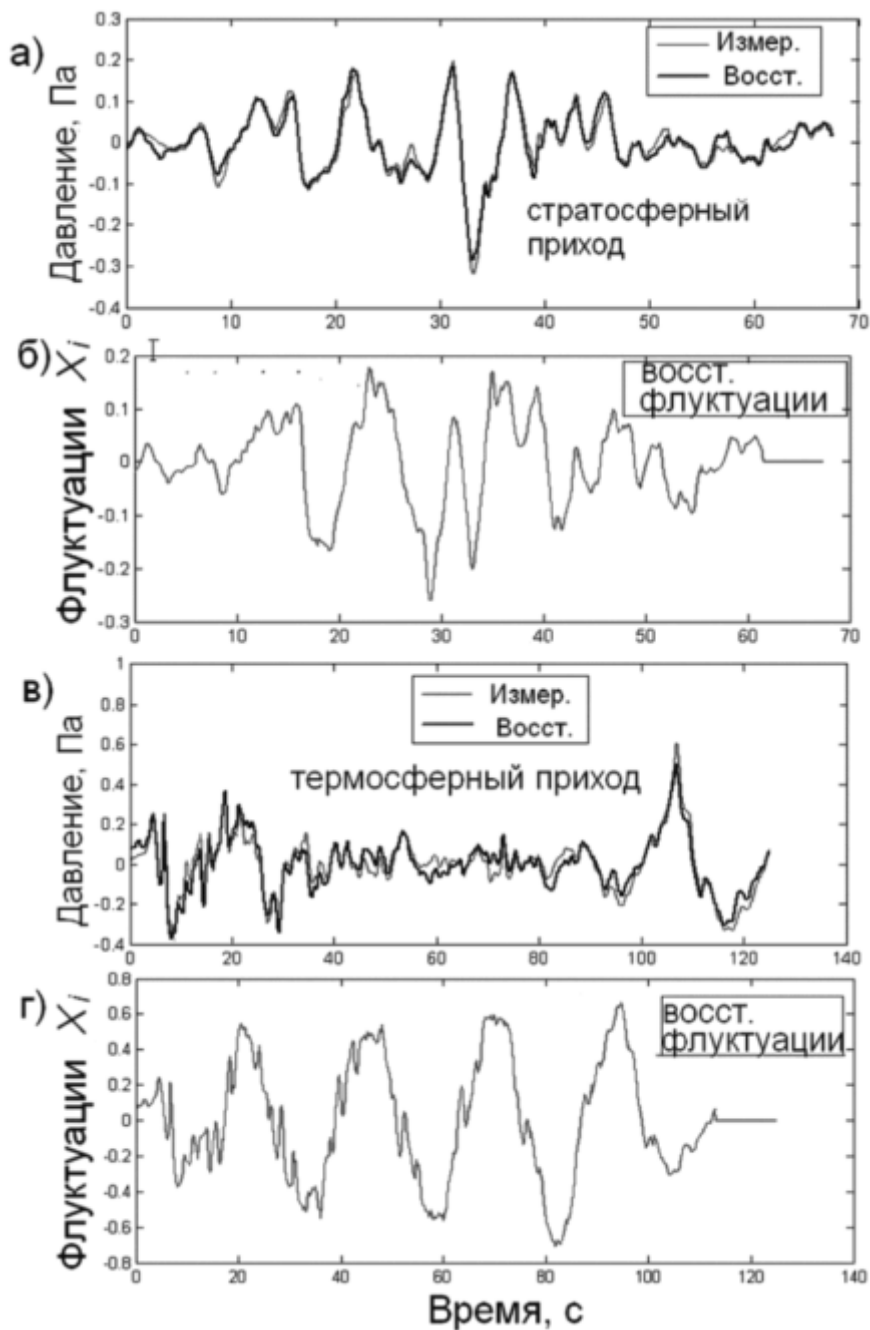 а)
Давление, Па
0.3
0.2
0.1
0
-0.1
-0.2
-0.3
-0.4
Измер.
Восст.
стратосферный
приход
0 10 20 30 40 50 60 70
б)
Флуктуации Xi
0.2
0.1
0
-0.1
-0.2
-0.3
восст.
флуктуации
0 10 20 30 40 50 60 70
в)
Давление, Па
1
0.8
0.6
0.4
0.2
0
-0.2
-0.4
Измер.
Восст.
термосферный приход
0 20 40 60 80 100 120 140
г)
Флуктуации Xi
0.8
0.6
0.4
0.2
0
-0.2
-0.4
-0.6
-0.8
восст.
флуктуации
0 20 40 60 80 100 120 140
Время, с